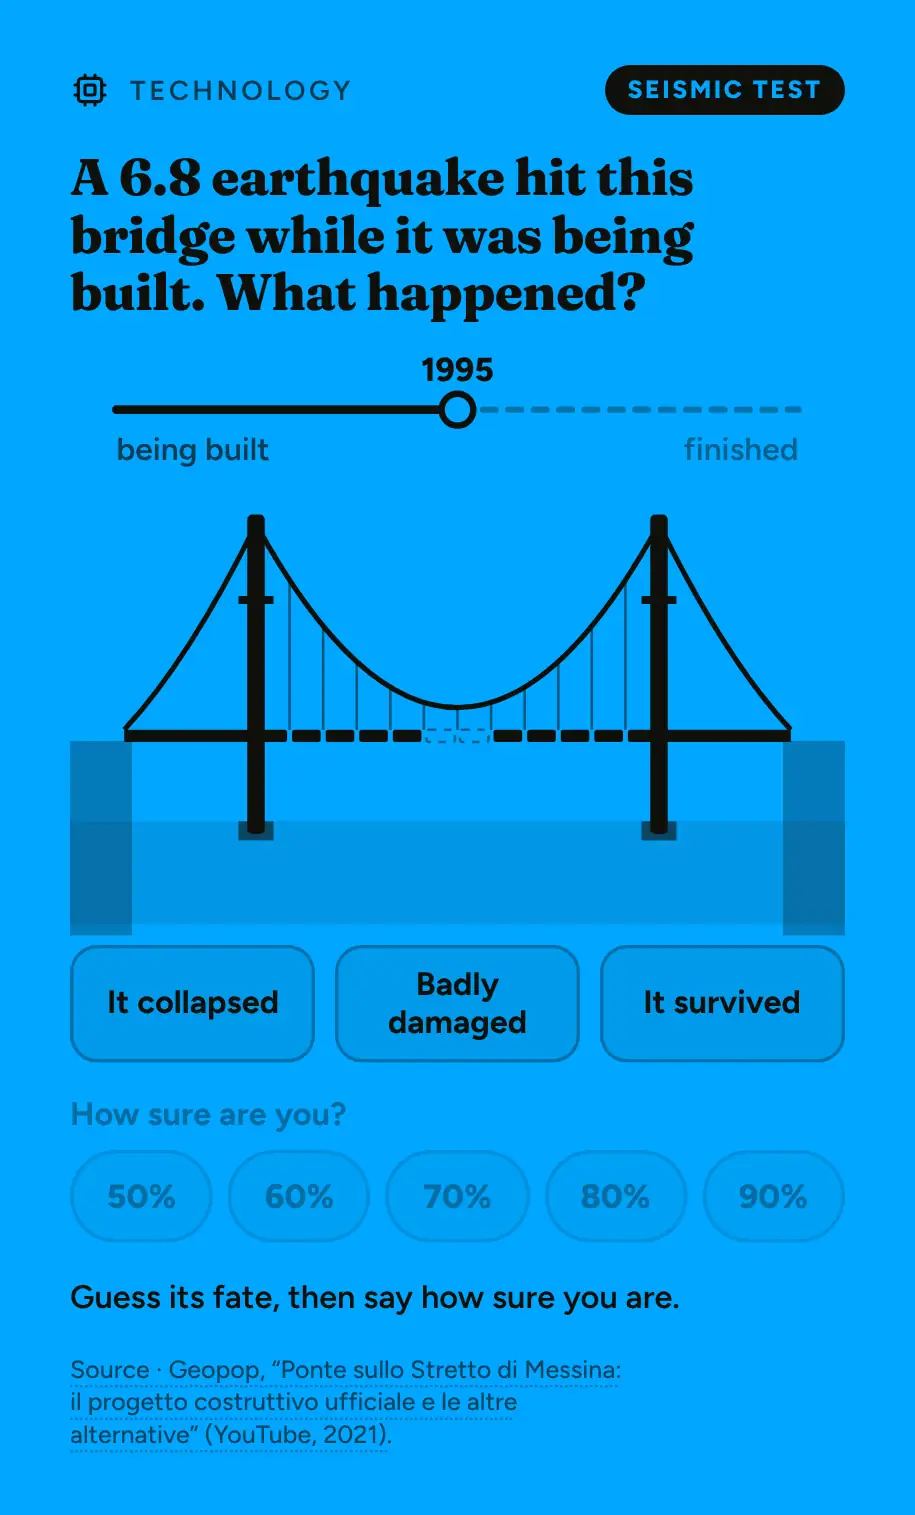 TECHNOLOGY
SEISMIC TEST
A 6.8 earthquake hit this
bridge while it was being
built. What happened?
1995
being built
finished
It collapsed
Badly
damaged
It survived
How sure are you?
50%
60%
70%
80%
90%
Guess its fate, then say how sure you are.
Source · Geopop, “Ponte sullo Stretto di Messina:
il progetto costruttivo ufficiale e le altre
alternative” (YouTube, 2021).